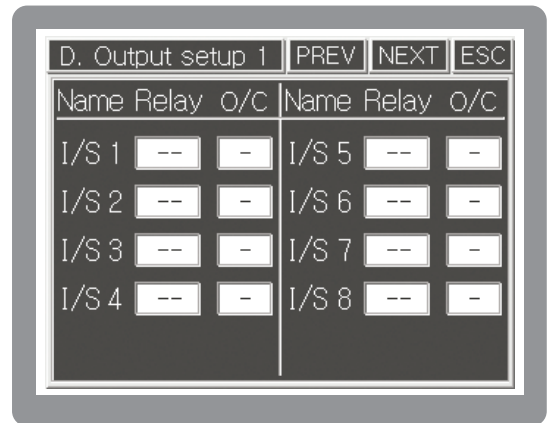 D. Output setup 1 PREV NEXT ESC
Name Relay O/C Name Relay O/C
I/S 1 -- - I/S 5 -- -
I/S 2 -- - I/S 6 -- -
I/S 3 -- - I/S 7 -- -
I/S 4 -- - I/S 8 -- -